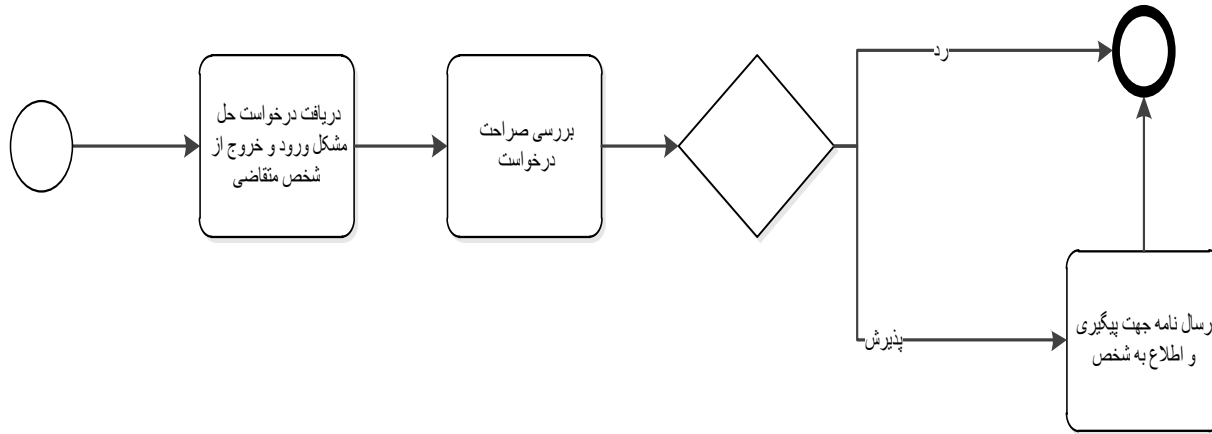 دریافت درخواست حل
مشکل ورود و خروج از
شخص متقاضی
بررسی صراحت
درخواست
رد
پذیرش
رسال نامه جهت پیگیری
و اطلاع به شخص